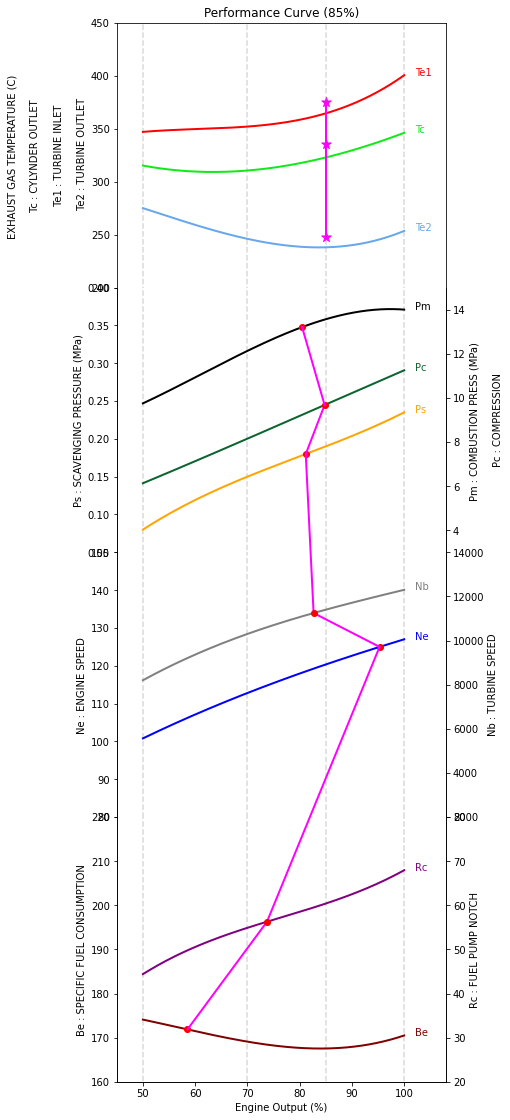 Performance Curve (85%)
450
400
350
300
250
200
EXHAUST GAS TEMPERATURE (C)
Tc : CYLYNDER OUTLET
Te1 : TURBINE INLET
Te2 : TURBINE OUTLET
Te1
Tc
Te2
0.40
0.35
0.30
0.25
0.20
0.15
0.10
0.05
Ps : SCAVENGING PRESSURE (MPa)
Pm
Pc
Ps
14
12
10
8
6
4
Pm : COMBUSTION PRESS (MPa)
Pc : COMPRESSION
140
130
120
110
100
90
80
Ne : ENGINE SPEED
Nb
Ne
14000
12000
10000
8000
6000
4000
Nb : TURBINE SPEED
220
210
200
190
180
170
160
Be : SPECIFIC FUEL CONSUMPTION
Rc
Be
70
60
50
40
30
20
Rc : FUEL PUMP NOTCH
50
60
70
80
90
100
Engine Output (%)